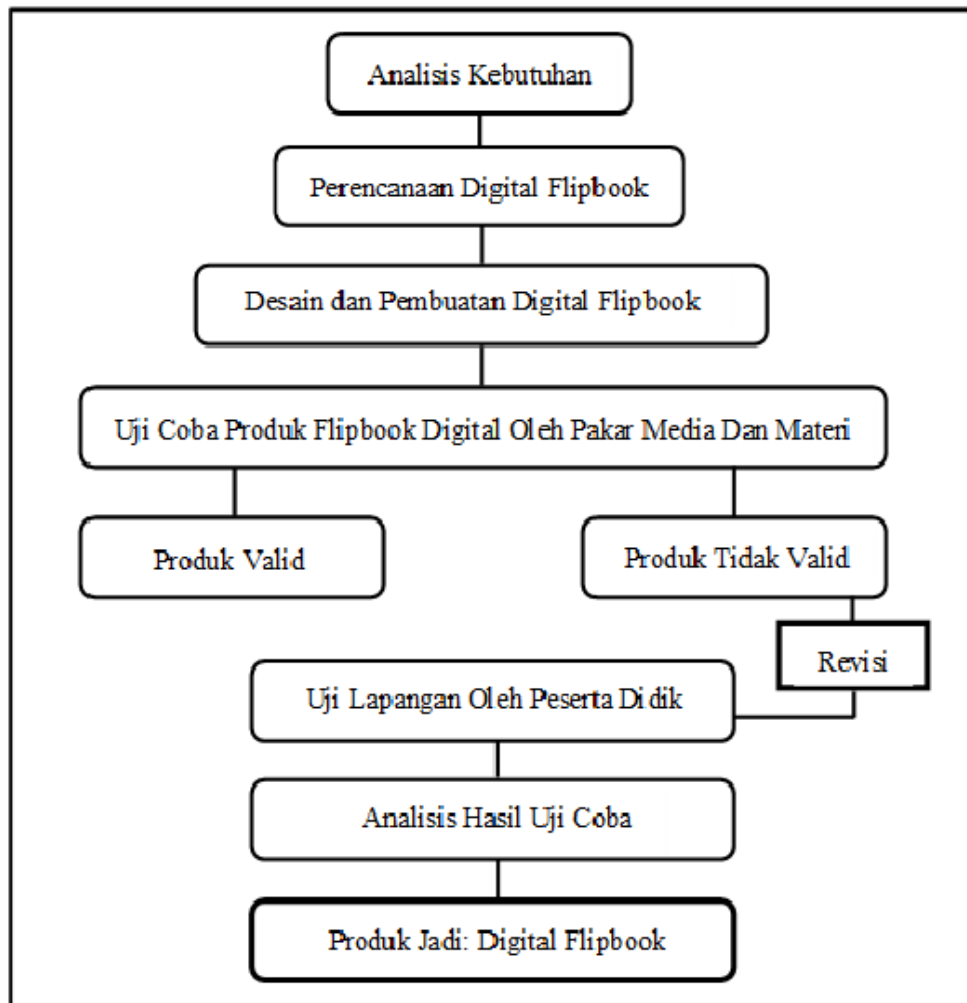 Analisis Kebutuhan
Perencanaan Digital Flipbook
Desain dan Pembuatan Digital Flipbook
Uji Coba Produk Flipbook Digital Oleh Pakar Media Dan Materi
Produk Valid
Produk Tidak Valid
Revisi
Uji Lapangan Oleh Peserta Didik
Analisis Hasil Uji Coba
Produk Jadi: Digital Flipbook